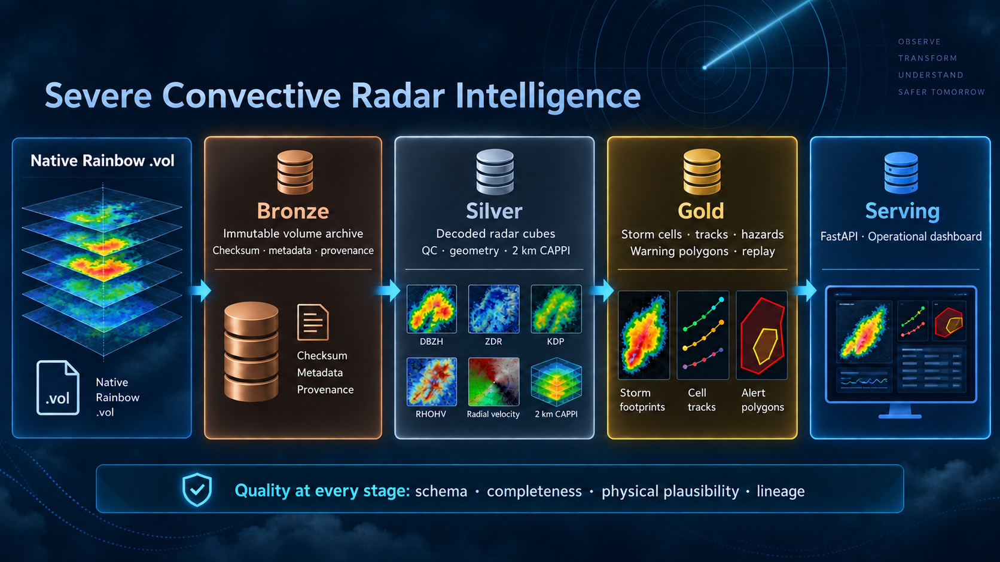 OBSERVE
TRANSFORM
UNDERSTAND
SAFER TOMORROW
Severe Convective Radar Intelligence
Native Rainbow .vol
.vol
Native
Rainbow
.vol
Bronze
Immutable volume archive
Checksum · metadata · provenance
Checksum
Metadata
Provenance
Silver
Decoded radar cubes
QC · geometry · 2 km CAPPI
DBZH
ZDR
KDP
RHOHV
Radial velocity
2 km CAPPI
Gold
Storm cells · tracks · hazards
Warning polygons · replay
Storm
footprints
Cell
tracks
Alert
polygons
Serving
FastAPI · Operational dashboard
Quality at every stage: schema · completeness · physical plausibility · lineage